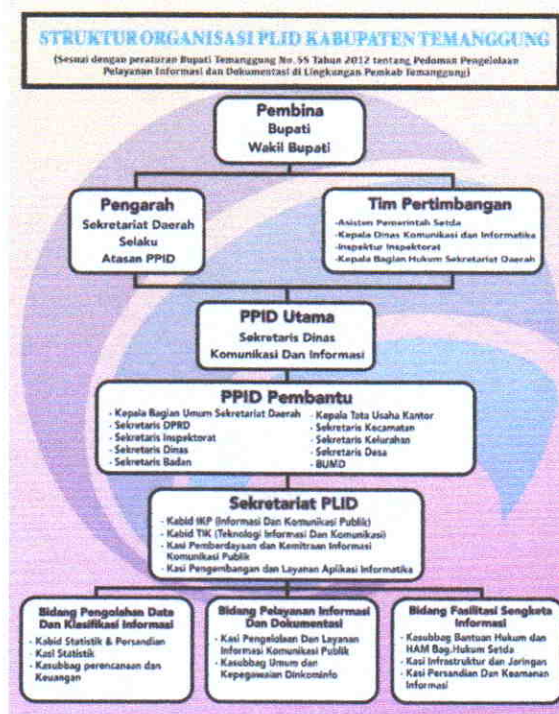 STRUKTUR ORGANISASI PLID KABUPATEN TEMANGGUNG
(Sesuai dengan peraturan Bupati Temanggung No. 55 Tahun 2012 tentang Pedoman Pengelolaan
Pelayanan Informasi dan Dokumentasi di Lingkungan Pemkab Temanggung)
Pembina
Bupati
Wakil Bupati
Pengarah
Sekretariat Daerah
Selaku
Atasan PPID
Tim Pertimbangan
-Asisten Pemerintah Setda
-Kepala Dinas Komunikasi dan Informatika
-Inspektur Inspektorat
-Kepala Bagian Hukum Sekretariat Daerah
PPID Utama
Sekretaris Dinas
Komunikasi Dan Informasi
PPID Pembantu
- Kepala Bagian Umum Sekretariat Daerah
- Sekretaris DPRD
- Sekretaris Inspektorat
- Sekretaris Dinas
- Sekretaris Badan
- Kepala Tata Usaha Kantor
- Sekretaris Kecamatan
- Sekretaris Kelurahan
- Sekretaris Desa
- BUMD
Sekretariat PLID
- Kabid IKP (Informasi Dan Komunikasi Publik)
- Kabid TIK (Teknologi Informasi Dan Komunikasi)
- Kasi Pemberdayaan dan Kemitraan Informasi
Komunikasi Publik
- Kasi Pengembangan dan Layanan Aplikasi Informatika
Bidang Pengolahan Data
Dan Klasifikasi Informasi
- Kabid Statistik & Persandian
- Kasi Statistik
- Kasubbag perencanaan dan
Keuangan
Bidang Pelayanan Informasi
Dan Dokumentasi
- Kasi Pengelolaan Dan Layanan
Informasi Komunikasi Publik
- Kasubbag Umum dan
Kepegawaian Dinkominfo
Bidang Fasilitasi Sengketa
Informasi
- Kasubbag Bantuan Hukum dan
HAM Bag.Hukum Setda
- Kasi Infrastruktur dan Jaringan
- Kasi Persandian Dan Keamanan
Informasi